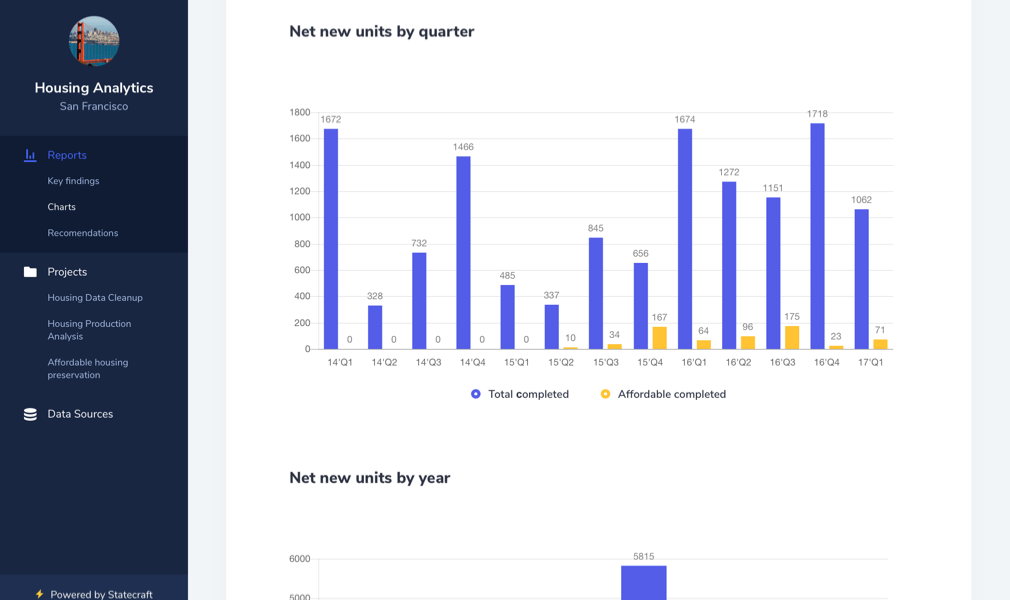 Housing Analytics
San Francisco
Reports
Key findings
Charts
Recomendations
Projects
Housing Data Cleanup
Housing Production
Analysis
Affordable housing
preservation
Data Sources
Powered by Statecraft
Net new units by quarter
1800
1600
1400
1200
1000
800
600
400
200
0
1672
0
328
0
732
0
1466
0
485
0
337
10
845
34
656
167
1674
64
1272
96
1151
175
1718
23
1062
71
14'Q1 14'Q2 14'Q3 14'Q4 15'Q1 15'Q2 15'Q3 15'Q4 16'Q1 16'Q2 16'Q3 16'Q4 17'Q1
Total completed Affordable completed
Net new units by year
6000
5815
5000